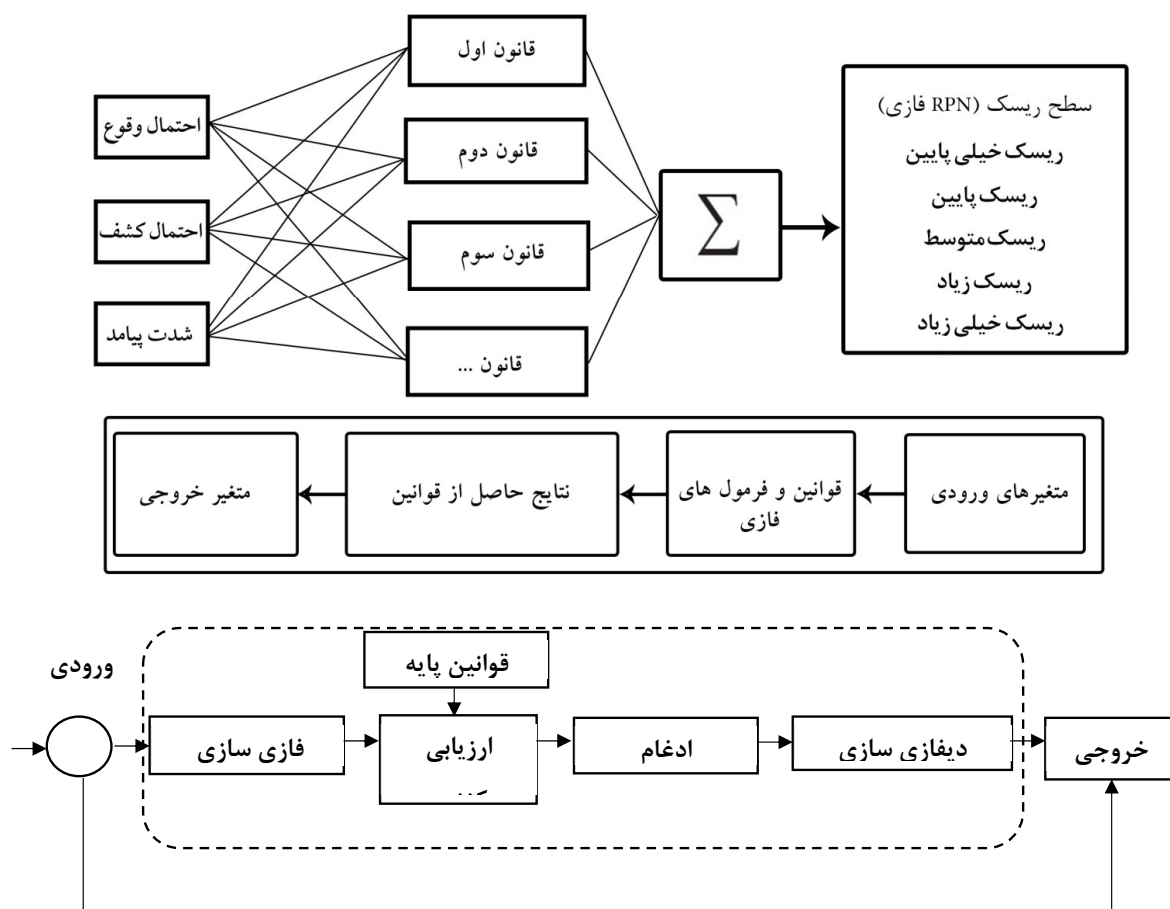 قانون اول
احتمال وقوع
قانون دوم
احتمال کشف
قانون سوم
شدت پیامد
قانون ...
∑
سطح ریسک (RPN فازی)
ریسک خیلی پایین
ریسک پایین
ریسک متوسط
ریسک زیاد
ریسک خیلی زیاد
متغیرهای ورودی
قوانین و فرمول های
فازی
نتایج حاصل از قوانین
متغیر خروجی
ورودی
قوانین پایه
فازی سازی
ارزیابی
ادغام
دیفازی سازی
خروجی